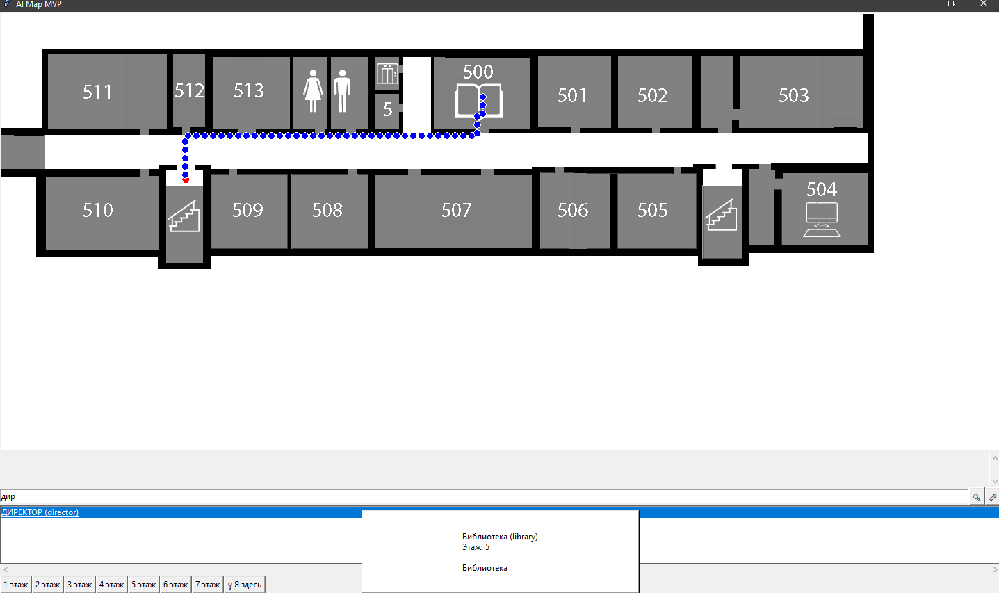 AI Map MVP
511
512
513
5
500
501
502
503
510
509
508
507
506
505
504
дир
ДИРЕКТОР (director)
Библиотека (library)
Этаж: 5
Библиотека
1 этаж 2 этаж 3 этаж 4 этаж 5 этаж 6 этаж 7 этаж Я здесь